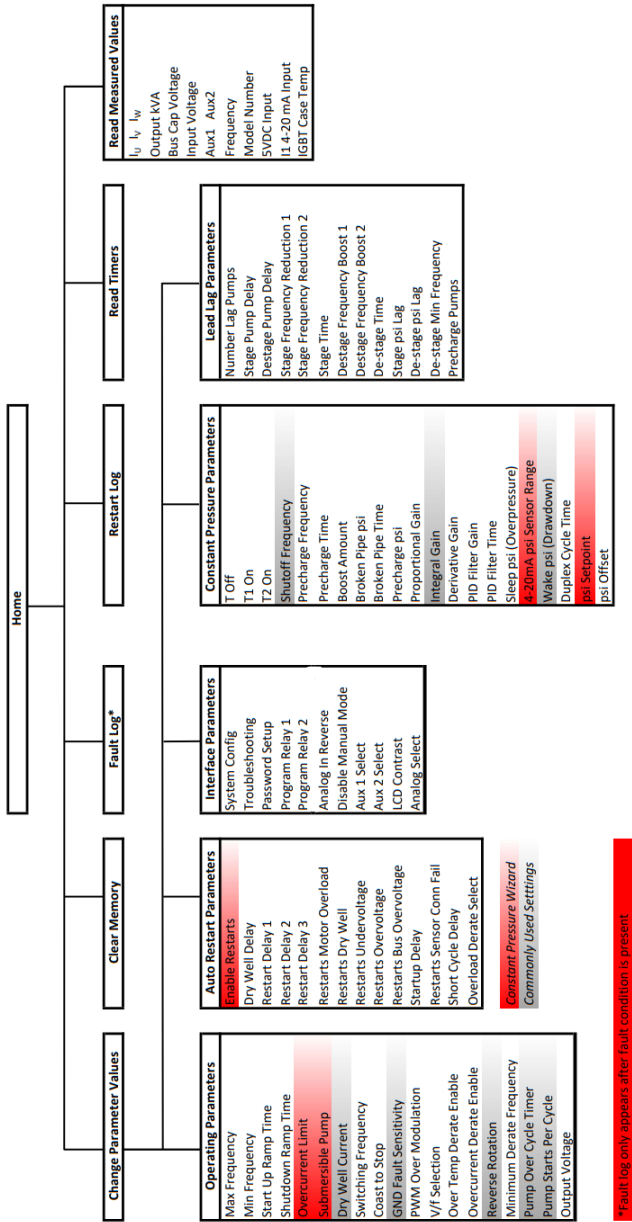 Home
Change Parameter Values
Clear Memory
Fault Log*
Restart Log
Read Timers
Read Measured Values
IU IV IW
Output kVA
Bus Cap Voltage
Input Voltage
Aux1 Aux2
Frequency
Model Number
5VDC Input
I1 4-20 mA Input
IGBT Case Temp
Operating Parameters
Max Frequency
Min Frequency
Start Up Ramp Time
Shutdown Ramp Time
Overcurrent Limit
Submersible Pump
Dry Well Current
Switching Frequency
Coast to Stop
GND Fault Sensitivity
PWM Over Modulation
V/f Selection
Over Temp Derate Enable
Overcurrent Derate Enable
Reverse Rotation
Minimum Derate Frequency
Pump Over Cycle Timer
Pump Starts Per Cycle
Output Voltage
Auto Restart Parameters
Enable Restarts
Dry Well Delay
Restart Delay 1
Restart Delay 2
Restart Delay 3
Restarts Motor Overload
Restarts Dry Well
Restarts Undervoltage
Restarts Overvoltage
Restarts Bus Overvoltage
Startup Delay
Restarts Sensor Conn Fail
Short Cycle Delay
Overload Derate Select
Interface Parameters
System Config
Troubleshooting
Password Setup
Program Relay 1
Program Relay 2
Analog In Reverse
Disable Manual Mode
Aux 1 Select
Aux 2 Select
LCD Contrast
Analog Select
Constant Pressure Parameters
T Off
T1 On
T2 On
Shutoff Frequency
Precharge Frequency
Precharge Time
Boost Amount
Broken Pipe psi
Broken Pipe Time
Precharge psi
Proportional Gain
Integral Gain
Derivative Gain
PID Filter Gain
PID Filter Time
Sleep psi (Overpressure)
4-20mA psi Sensor Range
Wake psi (Drawdown)
Duplex Cycle Time
psi Setpoint
psi Offset
Lead Lag Parameters
Number Lag Pumps
Stage Pump Delay
Destage Pump Delay
Stage Frequency Reduction 1
Stage Frequency Reduction 2
Stage Time
Destage Frequency Boost 1
Destage Frequency Boost 2
De-stage Time
Stage psi Lag
De-stage psi Lag
De-stage Min Frequency
Precharge Pumps
Constant Pressure Wizard
Commonly Used Setttings
*Fault log only appears after fault condition is present